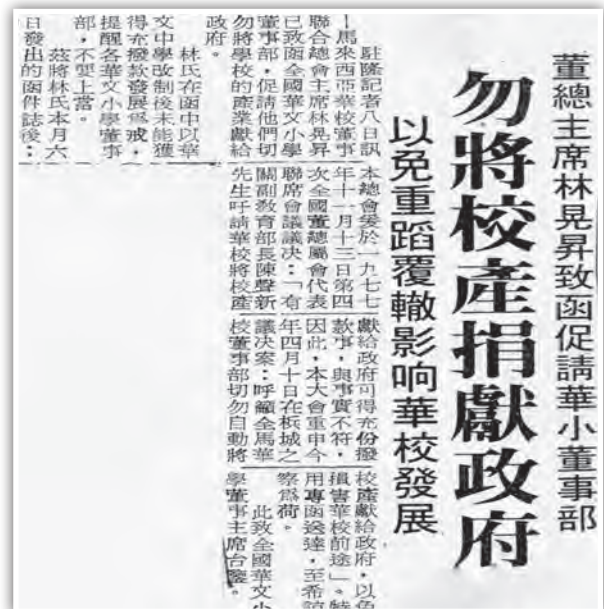 董總主席林晃昇致函促請華小董事部
勿將校產捐獻政府
以免重蹈覆轍影响華校發展
駐隆記者八日訊
—馬來西亞華校董事
聯合總會主席林晃昇
已致函全國華文小學
董事部，促請他們切
勿將學校的產業獻給
政府。
林氏在函中以華
文中學改制後未能獲
得充撥款發展爲戒，
提醒各華文小學董事
部，不要上當。
茲將林氏本月六
日發出的函件誌後：
本總會爰於一九七七
年十一月十三日第四
次全國董總屬會代表
聯席會議議决：「有
關副教育部長陳聲新
先生吁請華校將校產
獻給政府可得充份撥
款事，與事實不符，
因此，本大會重申今
年四月十日在檳城之
議决案：呼籲全馬華
校董事部切勿自動將
校產獻給政府，以免
損害華校前途」。特
用專函送達，至希諒
察爲荷。
此致全國華文小
學董事主席台鑒。